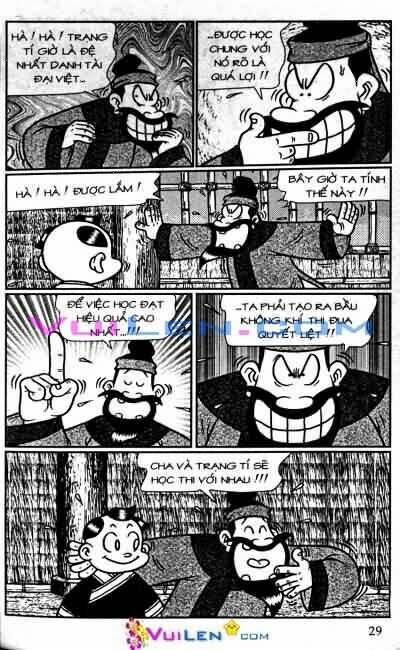 HÀ ! HÀ ! TRẠNG
TÍ GIỜ LÀ ĐỆ
NHẤT DANH TÀI
ĐẠI VIỆT...
...ĐƯỢC HỌC
CHUNG VỚI
NÓ RÕ LÀ
QUÁ LỢI !!
HÀ ! HÀ ! ĐƯỢC LẮM !
BÂY GIỜ TA TÍNH
THẾ NÀY !!
ĐỂ VIỆC HỌC ĐẠT
HIỆU QUẢ CAO
NHẤT...!!!
...TA PHẢI TẠO RA BẦU
KHÔNG KHÍ THI ĐUA
QUYẾT LIỆT !!
VUILEN.COM
CHA VÀ TRẠNG TÍ SẼ
HỌC THI VỚI NHAU !!!
29
VUILEN.COM